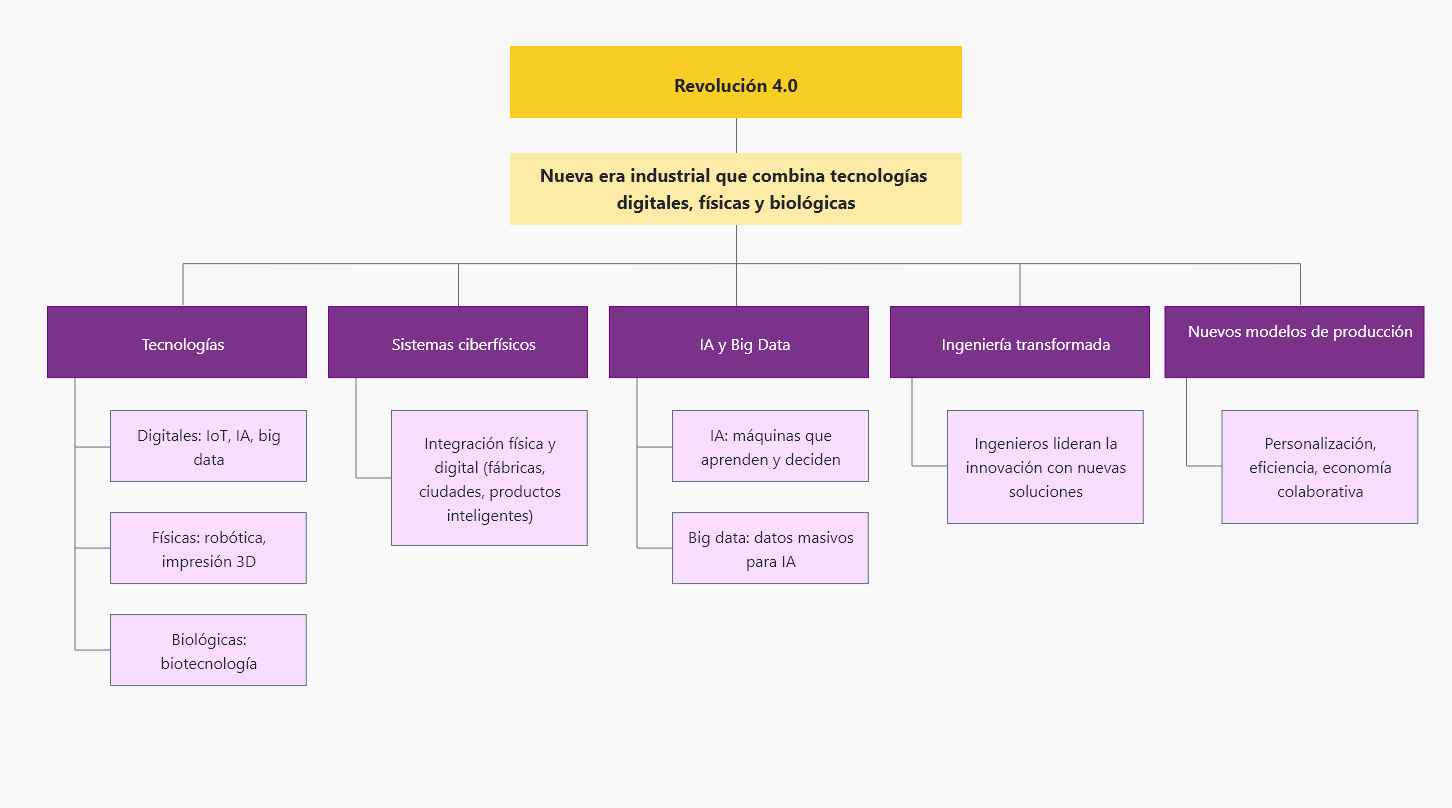 Revolución 4.0
Nueva era industrial que combina tecnologías
digitales, físicas y biológicas
Tecnologías
Digitales: IoT, IA, big
data
Físicas: robótica,
impresión 3D
Biológicas:
biotecnología
Sistemas ciberfísicos
Integración física y
digital (fábricas,
ciudades, productos
inteligentes)
IA y Big Data
IA: máquinas que
aprenden y deciden
Big data: datos masivos
para IA
Ingeniería transformada
Ingenieros lideran la
innovación con nuevas
soluciones
Nuevos modelos de producción
Personalización,
eficiencia, economía
colaborativa